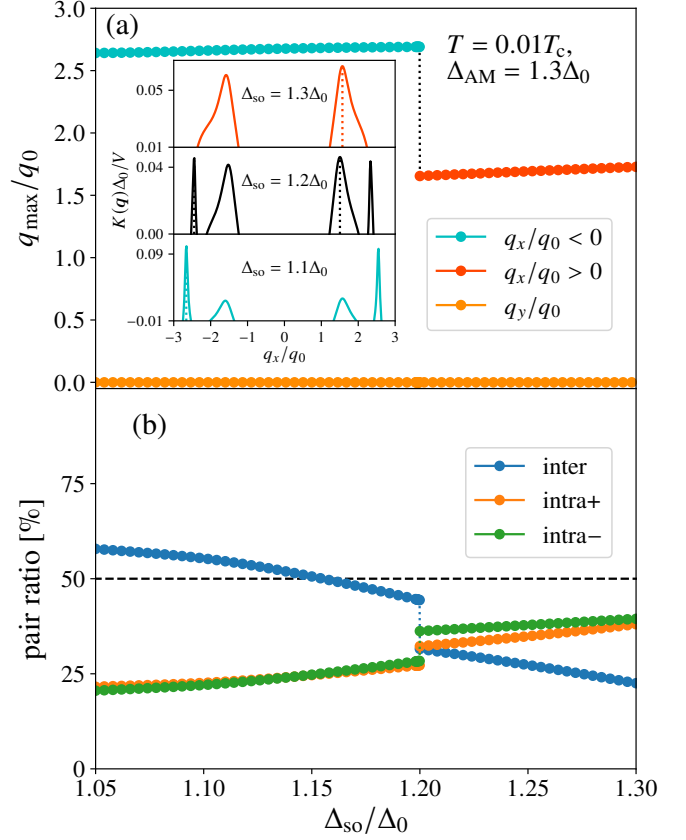 (a)
T = 0.01T_c,
Δ_AM = 1.3Δ_0
3.0
2.5
2.0
1.5
1.0
0.5
0.0
q_max/q_0
K(q)Δ_0/V
0.05
0.01
Δ_so = 1.3Δ_0
0.04
0.00
Δ_so = 1.2Δ_0
0.09
−0.01
Δ_so = 1.1Δ_0
−3 −2 −1 0 1 2 3
q_x/q_0
q_x/q_0 < 0
q_x/q_0 > 0
q_y/q_0
(b)
75
50
25
0
pair ratio [%]
inter
intra+
intra−
1.05 1.10 1.15 1.20 1.25 1.30
Δ_so/Δ_0